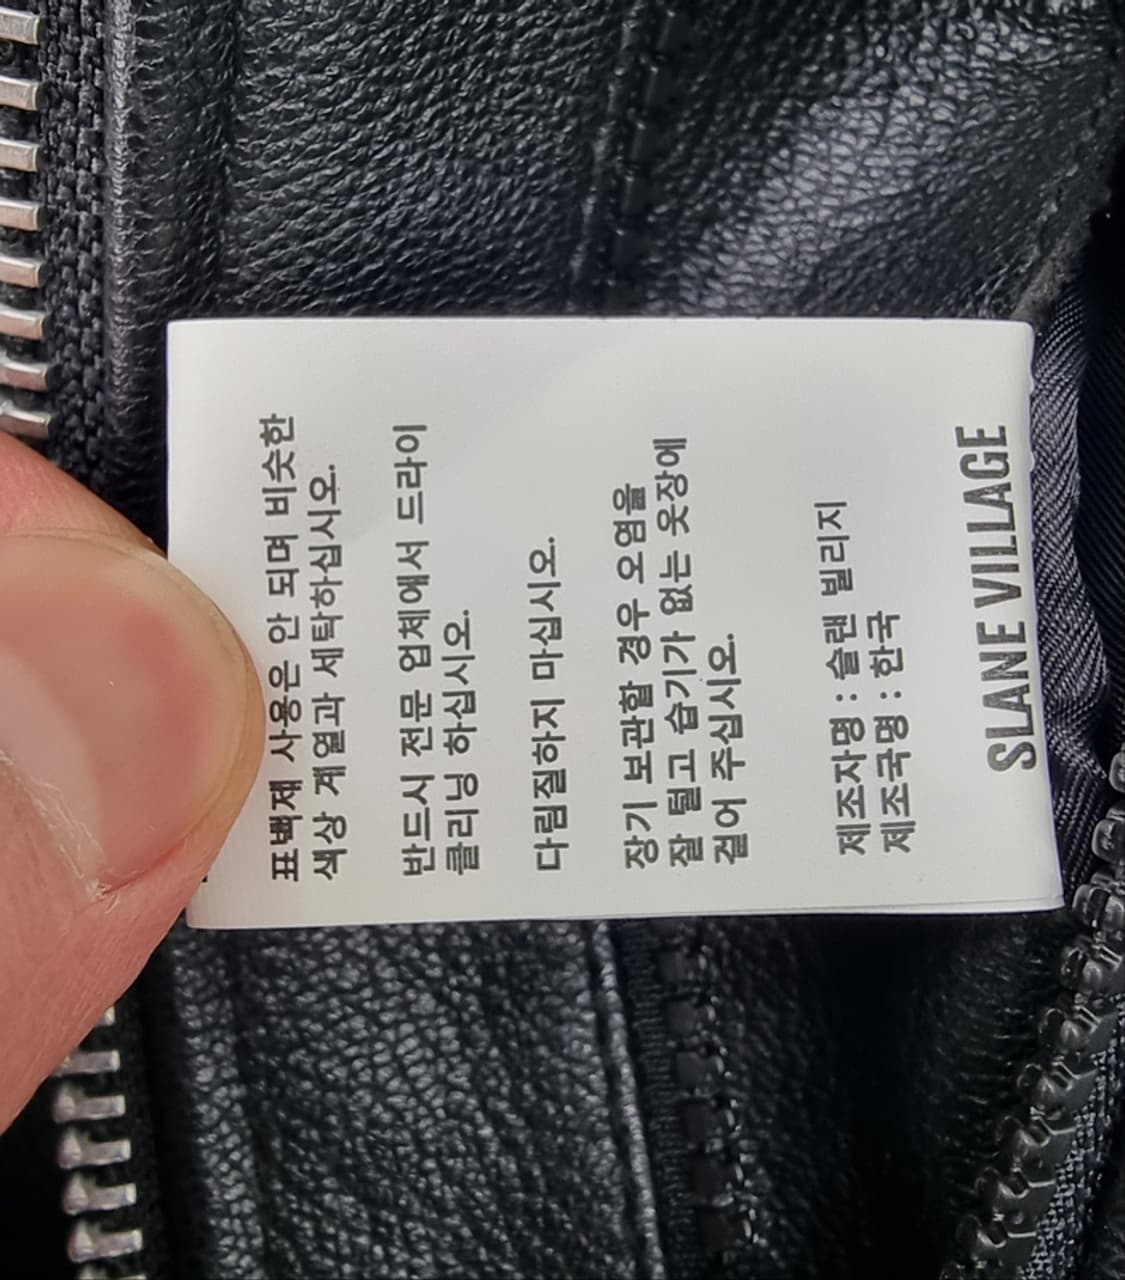 표백제 사용은 안 되며 비슷한
색상 계열과 세탁하십시오.
반드시 전문 업체에서 드라이
클리닝 하십시오.
다림질하지 마십시오.
장기 보관할 경우 오염을
잘 털고 습기가 없는 옷장에
걸어 주십시오.
제조자명 : 슬랜 빌리지
제조국명 : 한국
SLANE VILLAGE